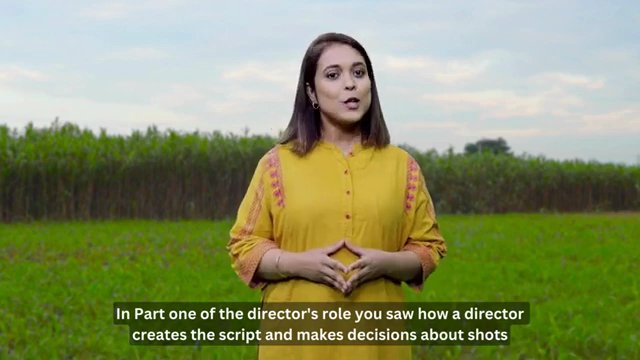 In Part one of the director's role you saw how a director
creates the script and makes decisions about shots